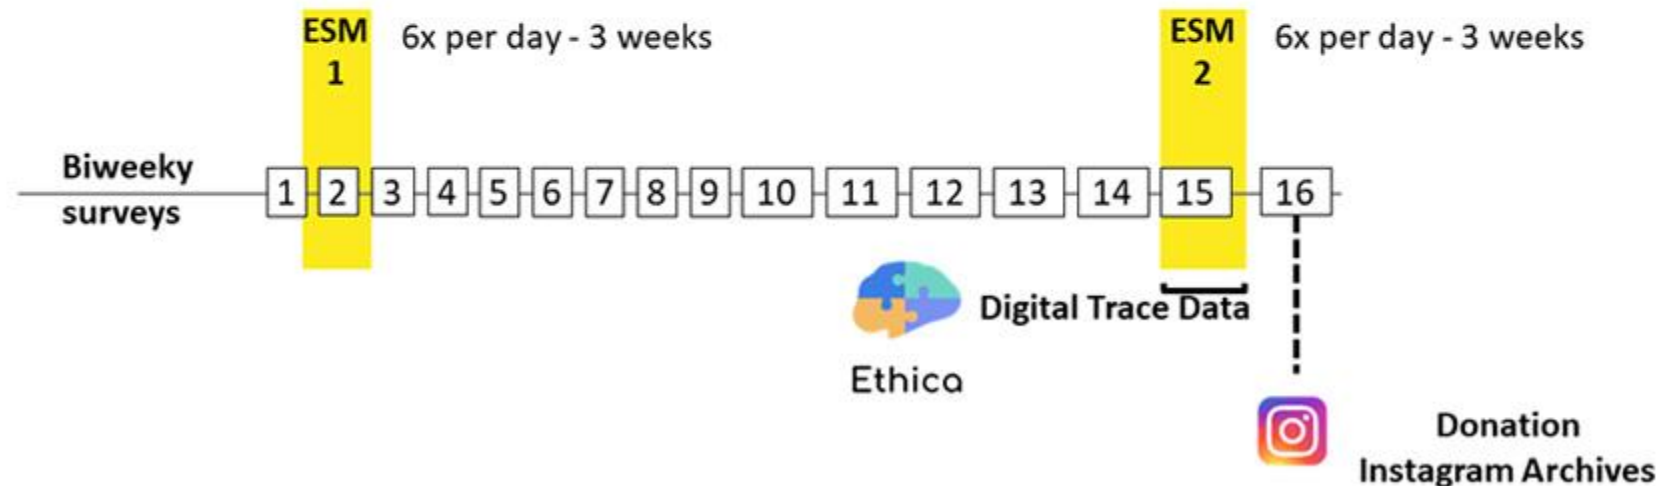 ESM
1
6x per day - 3 weeks
ESM
2
6x per day - 3 weeks
Biweeky
surveys
1 2 3 4 5 6 7 8 9 10 11 12 13 14 15 16
Digital Trace Data
Ethica
Donation
Instagram Archives